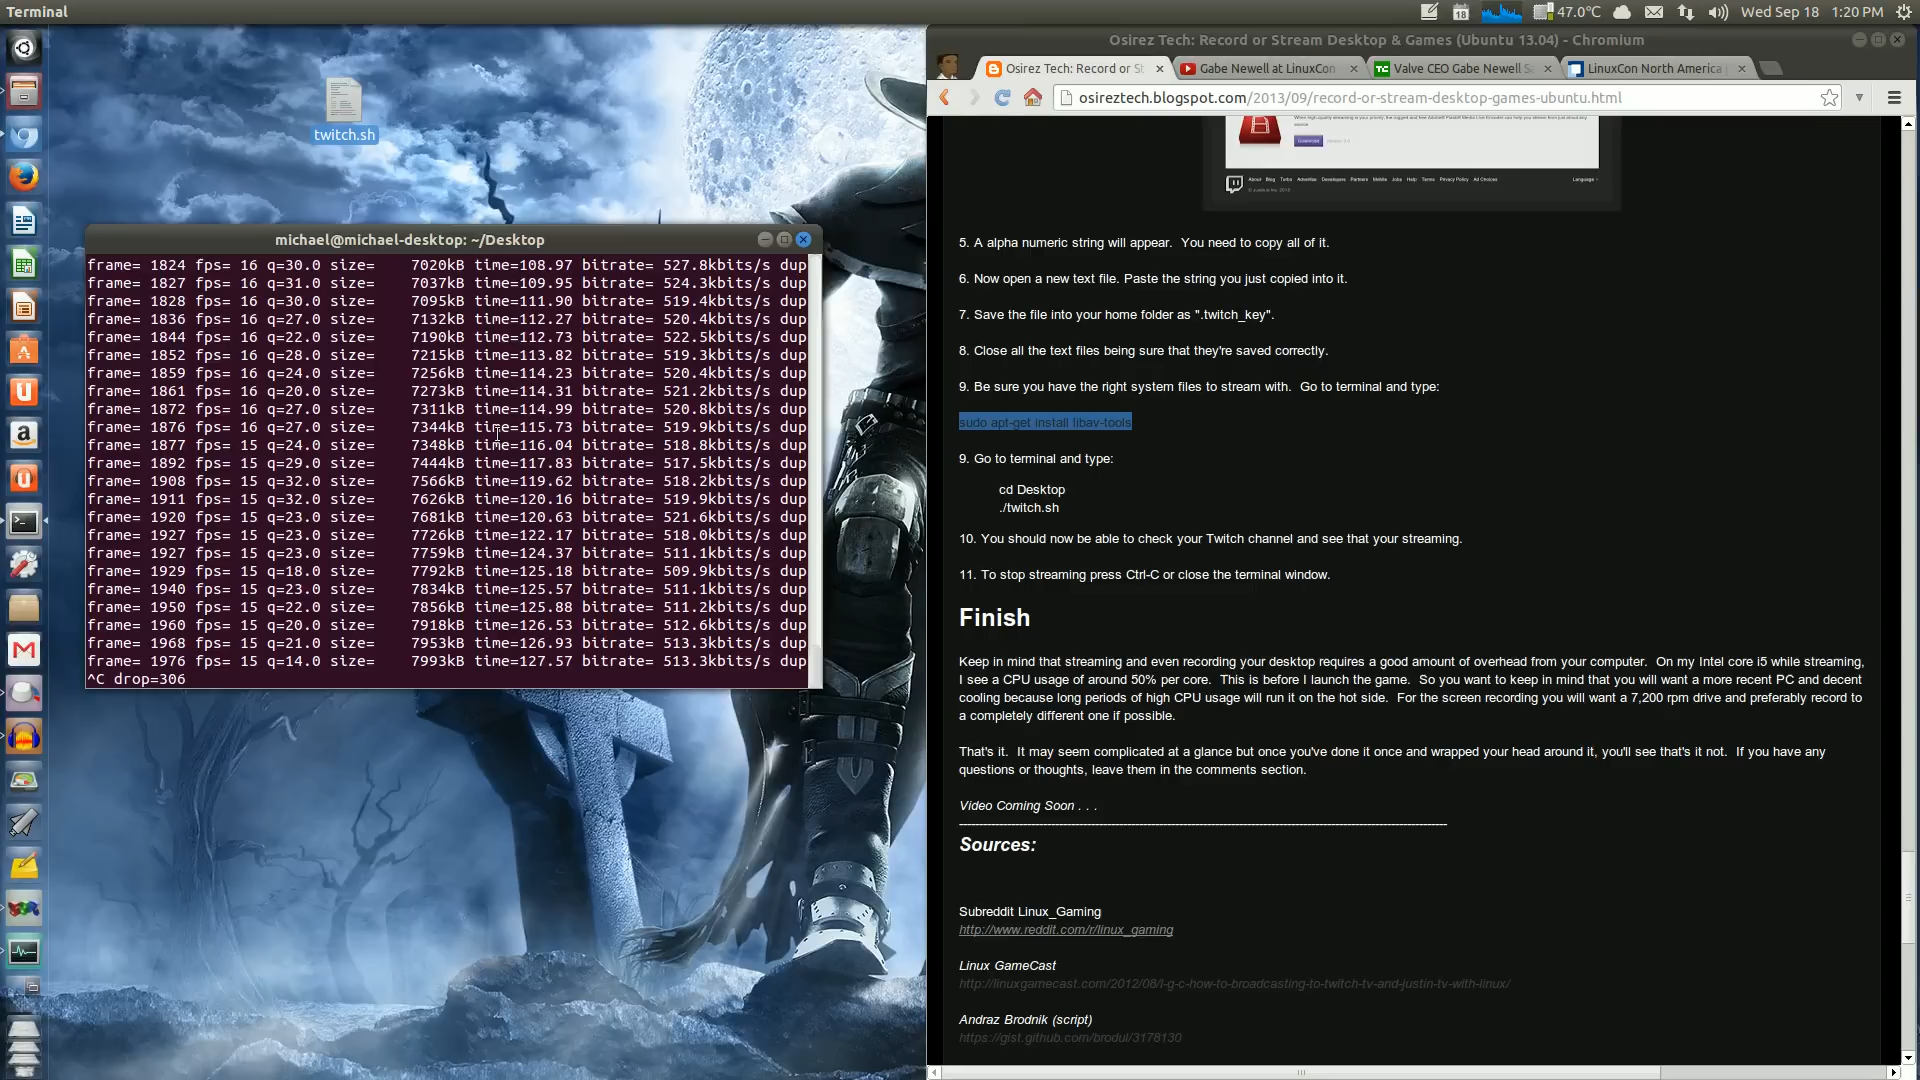 Terminal
18
47.0°C
Wed Sep 18 1:20 PM
twitch.sh
michael@michael-desktop: ~/Desktop
frame= 1824 fps= 16 q=30.0 size=    7020kB time=108.97 bitrate= 527.8kbits/s dup
frame= 1827 fps= 16 q=31.0 size=    7037kB time=109.95 bitrate= 524.3kbits/s dup
frame= 1828 fps= 16 q=30.0 size=    7095kB time=111.90 bitrate= 519.4kbits/s dup
frame= 1836 fps= 16 q=27.0 size=    7132kB time=112.27 bitrate= 520.4kbits/s dup
frame= 1844 fps= 16 q=22.0 size=    7190kB time=112.73 bitrate= 522.5kbits/s dup
frame= 1852 fps= 16 q=28.0 size=    7215kB time=113.82 bitrate= 519.3kbits/s dup
frame= 1859 fps= 16 q=24.0 size=    7256kB time=114.23 bitrate= 520.4kbits/s dup
frame= 1861 fps= 16 q=20.0 size=    7273kB time=114.31 bitrate= 521.2kbits/s dup
frame= 1872 fps= 16 q=27.0 size=    7311kB time=114.99 bitrate= 520.8kbits/s dup
frame= 1876 fps= 16 q=27.0 size=    7344kB time=115.73 bitrate= 519.9kbits/s dup
frame= 1877 fps= 15 q=24.0 size=    7348kB time=116.04 bitrate= 518.8kbits/s dup
frame= 1892 fps= 15 q=29.0 size=    7444kB time=117.83 bitrate= 517.5kbits/s dup
frame= 1908 fps= 15 q=32.0 size=    7566kB time=119.62 bitrate= 518.2kbits/s dup
frame= 1911 fps= 15 q=32.0 size=    7626kB time=120.16 bitrate= 519.9kbits/s dup
frame= 1920 fps= 15 q=23.0 size=    7681kB time=120.63 bitrate= 521.6kbits/s dup
frame= 1927 fps= 15 q=23.0 size=    7726kB time=122.17 bitrate= 518.0kbits/s dup
frame= 1927 fps= 15 q=23.0 size=    7759kB time=124.37 bitrate= 511.1kbits/s dup
frame= 1929 fps= 15 q=18.0 size=    7792kB time=125.18 bitrate= 509.9kbits/s dup
frame= 1940 fps= 15 q=23.0 size=    7834kB time=125.57 bitrate= 511.1kbits/s dup
frame= 1950 fps= 15 q=22.0 size=    7856kB time=125.88 bitrate= 511.2kbits/s dup
frame= 1960 fps= 15 q=20.0 size=    7918kB time=126.53 bitrate= 512.6kbits/s dup
frame= 1968 fps= 15 q=21.0 size=    7953kB time=126.93 bitrate= 513.3kbits/s dup
frame= 1976 fps= 15 q=14.0 size=    7993kB time=127.57 bitrate= 513.3kbits/s dup
^C drop=306
Osirez Tech: Record or Stream Desktop & Games (Ubuntu 13.04) - Chromium
Osirez Tech: Record or St
Gabe Newell at LinuxCon
Valve CEO Gabe Newell Sa
LinuxCon North America
osireztech.blogspot.com/2013/09/record-or-stream-desktop-games-ubuntu.html
About Blog Turbo Advertise Developers Partners Mobile Jobs Help Terms Privacy Policy Ad Choices
Language
5. A alpha numeric string will appear.  You need to copy all of it.
6. Now open a new text file. Paste the string you just copied into it.
7. Save the file into your home folder as ".twitch_key".
8. Close all the text files being sure that they're saved correctly.
9. Be sure you have the right system files to stream with.  Go to terminal and type:
sudo apt-get install libav-tools
9. Go to terminal and type:
cd Desktop
./twitch.sh
10. You should now be able to check your Twitch channel and see that your streaming.
11. To stop streaming press Ctrl-C or close the terminal window.
Finish
Keep in mind that streaming and even recording your desktop requires a good amount of overhead from your computer.  On my Intel core i5 while streaming,
I see a CPU usage of around 50% per core.  This is before I launch the game.  So you want to keep in mind that you will want a more recent PC and decent
cooling because long periods of high CPU usage will run it on the hot side.  For the screen recording you will want a 7,200 rpm drive and preferably record to
a completely different one if possible.
That's it.  It may seem complicated at a glance but once you've done it once and wrapped your head around it, you'll see that's it not.  If you have any
questions or thoughts, leave them in the comments section.
Video Coming Soon . . .
Sources:
Subreddit Linux_Gaming
http://www.reddit.com/r/linux_gaming
Linux GameCast
http://linuxgamecast.com/2012/08/l-g-c-how-to-broadcasting-to-twitch-tv-and-justin-tv-with-linux/
Andraz Brodnik (script)
https://gist.github.com/brodul/3178130